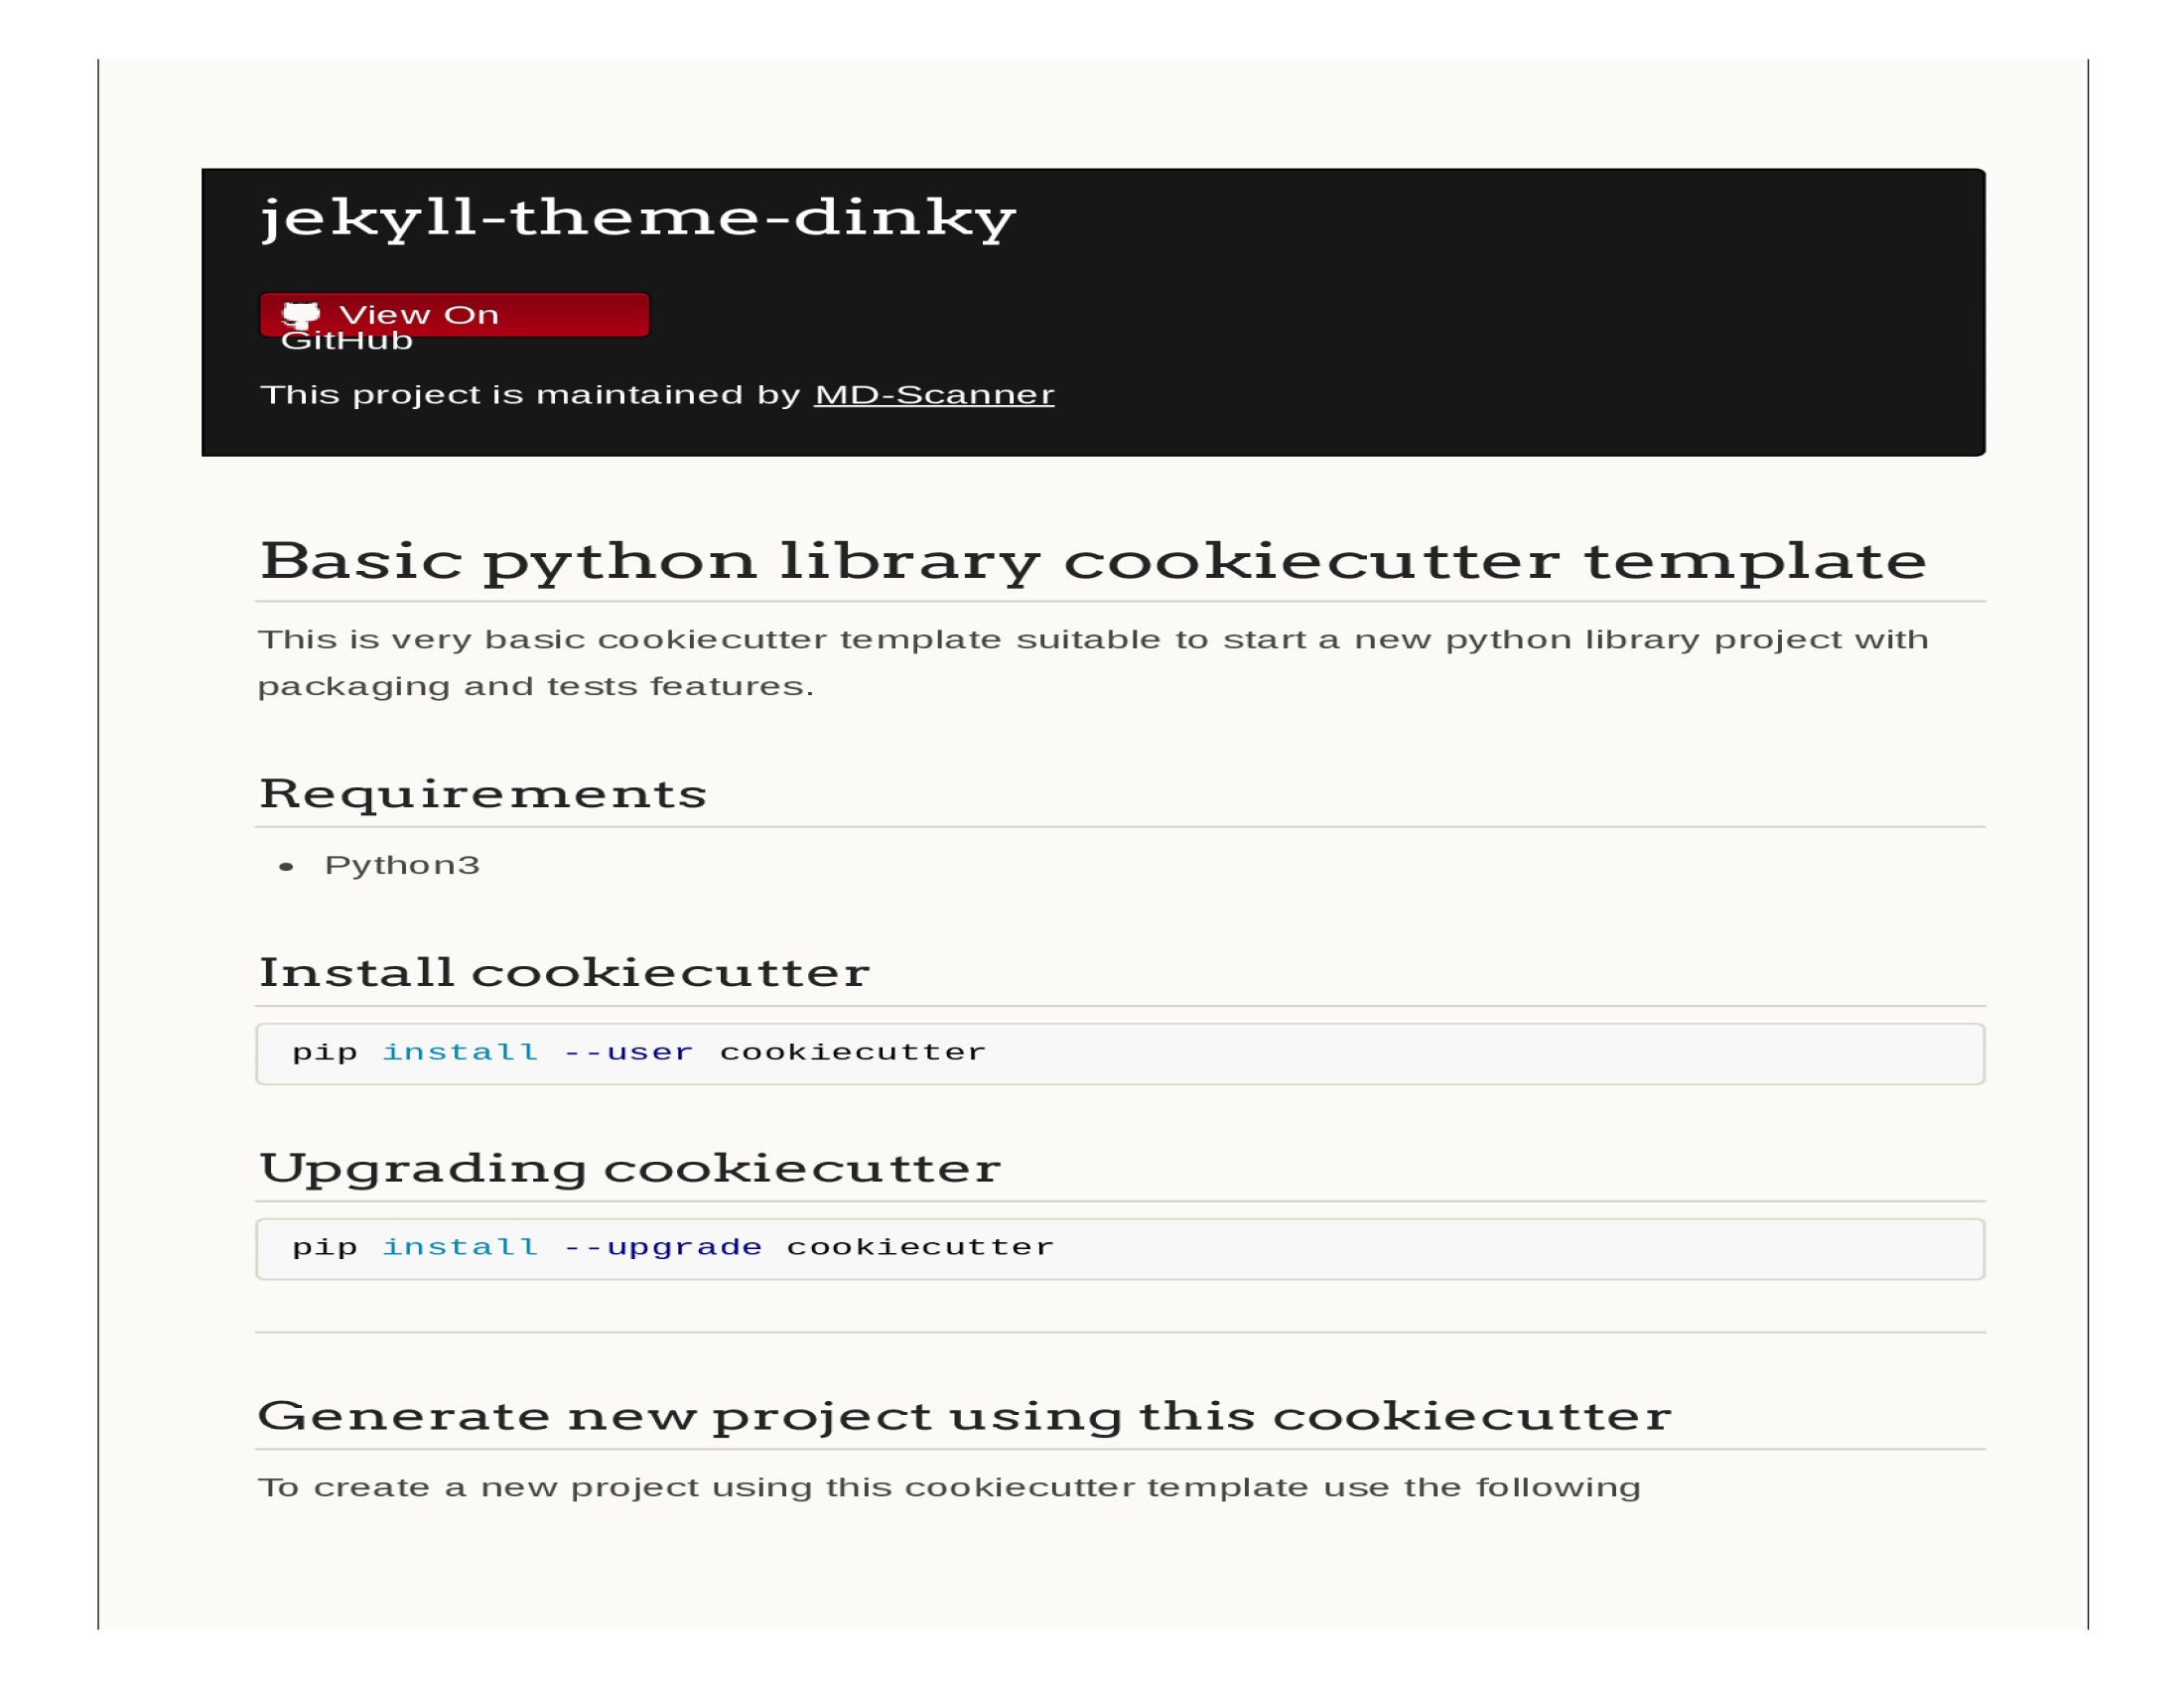 jekyll-theme-dinky
View On
GitHub
This project is maintained by MD-Scanner
Basic python library cookiecutter template
This is very basic cookiecutter template suitable to start a new python library project with
packaging and tests features.
Requirements
• Python3
Install cookiecutter
pip install --user cookiecutter
Upgrading cookiecutter
pip install --upgrade cookiecutter
Generate new project using this cookiecutter
To create a new project using this cookiecutter template use the following